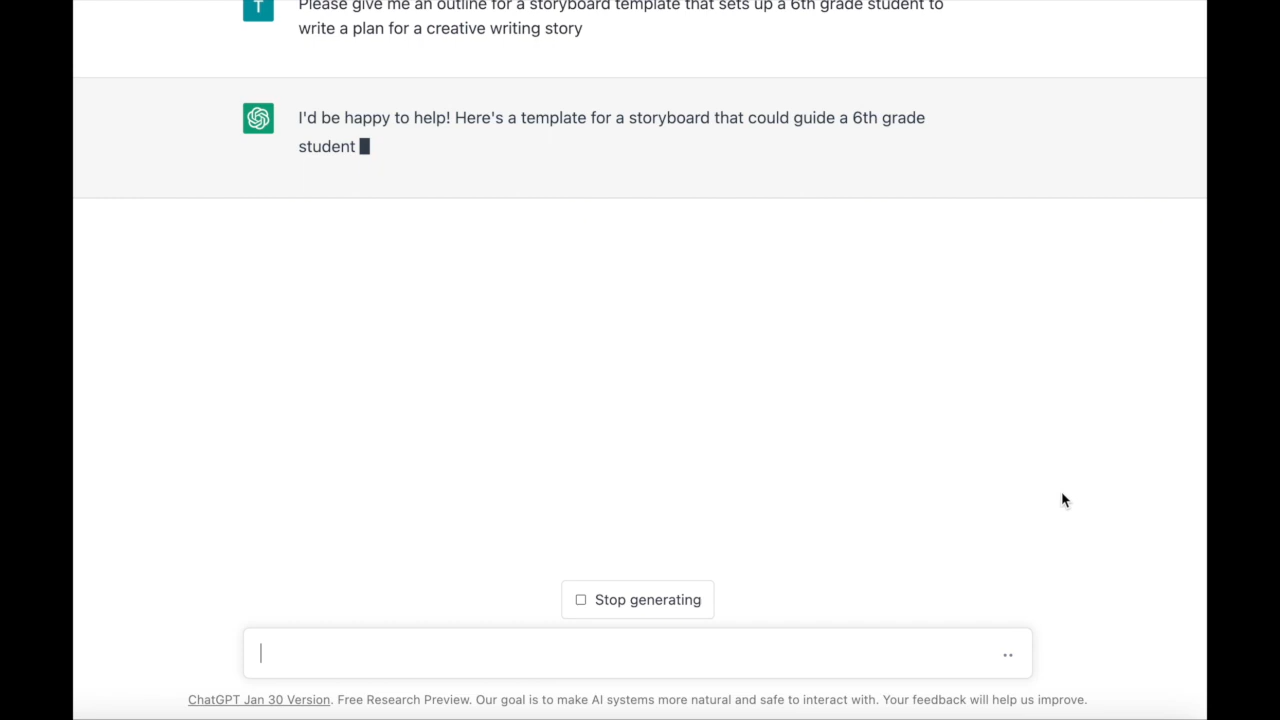 T
Please give me an outline for a storyboard template that sets up a 6th grade student to
write a plan for a creative writing story
I'd be happy to help! Here's a template for a storyboard that could guide a 6th grade
student
Stop generating
ChatGPT Jan 30 Version. Free Research Preview. Our goal is to make AI systems more natural and safe to interact with. Your feedback will help us improve.